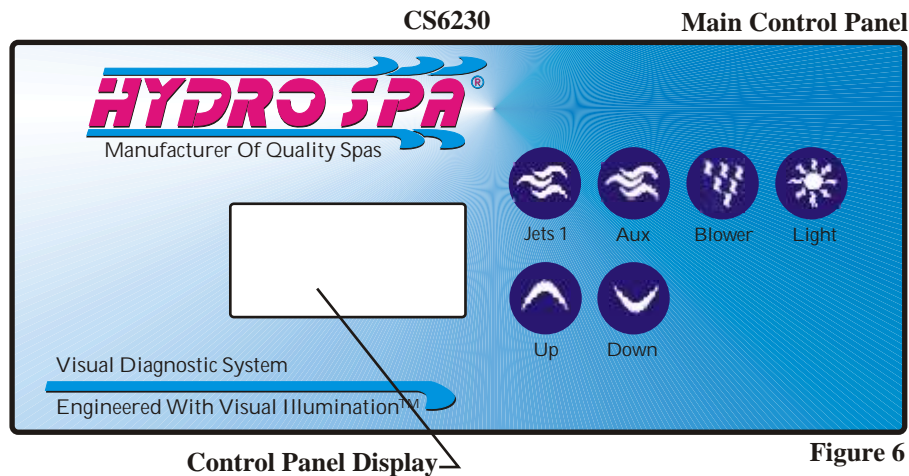 CS6230 Main Control Panel
HYDRO SPA®
Manufacturer Of Quality Spas
Jets 1 Aux Blower Light
Up Down
Visual Diagnostic System
Engineered With Visual Illumination™
Control Panel Display
Figure 6